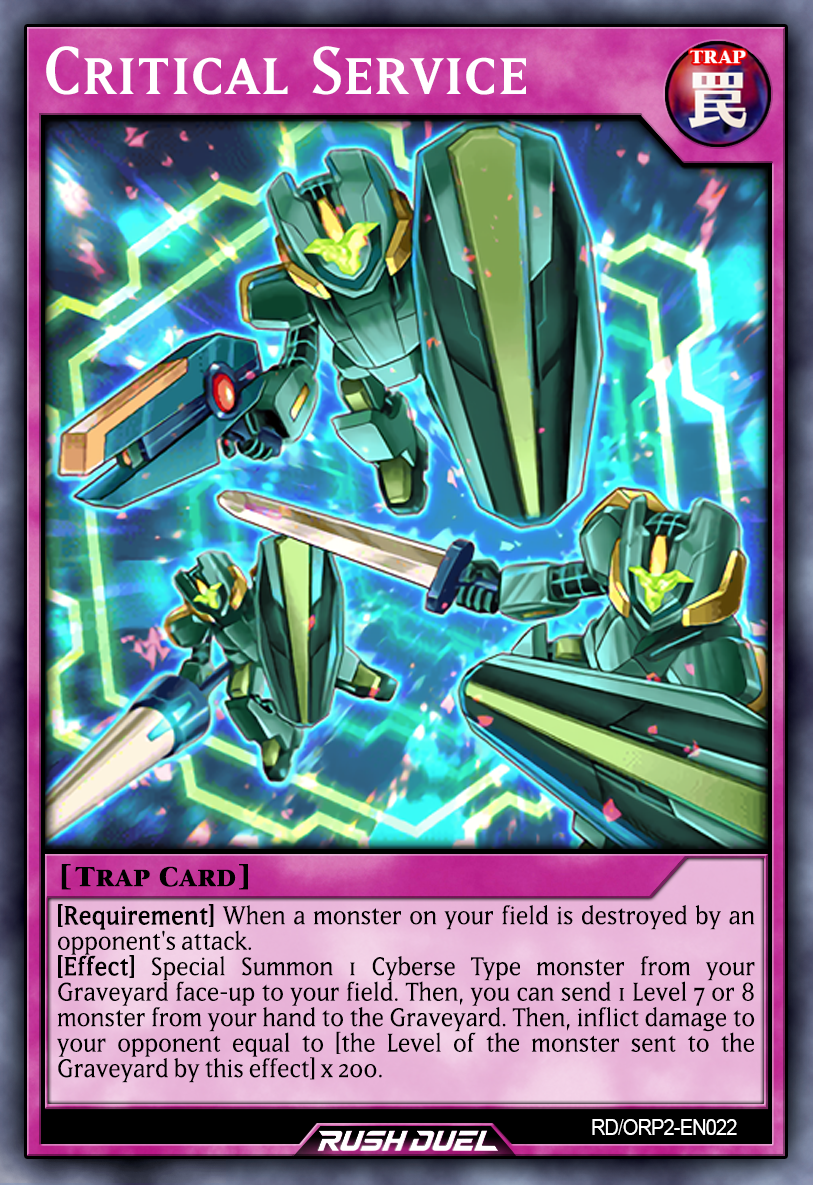 Critical Service
TRAP
罠
[Trap Card]
[Requirement] When a monster on your field is destroyed by an
opponent's attack.
[Effect] Special Summon 1 Cyberse Type monster from your
Graveyard face-up to your field. Then, you can send 1 Level 7 or 8
monster from your hand to the Graveyard. Then, inflict damage to
your opponent equal to [the Level of the monster sent to the
Graveyard by this effect] x 200.
RD/ORP2-EN022
RUSH DUEL